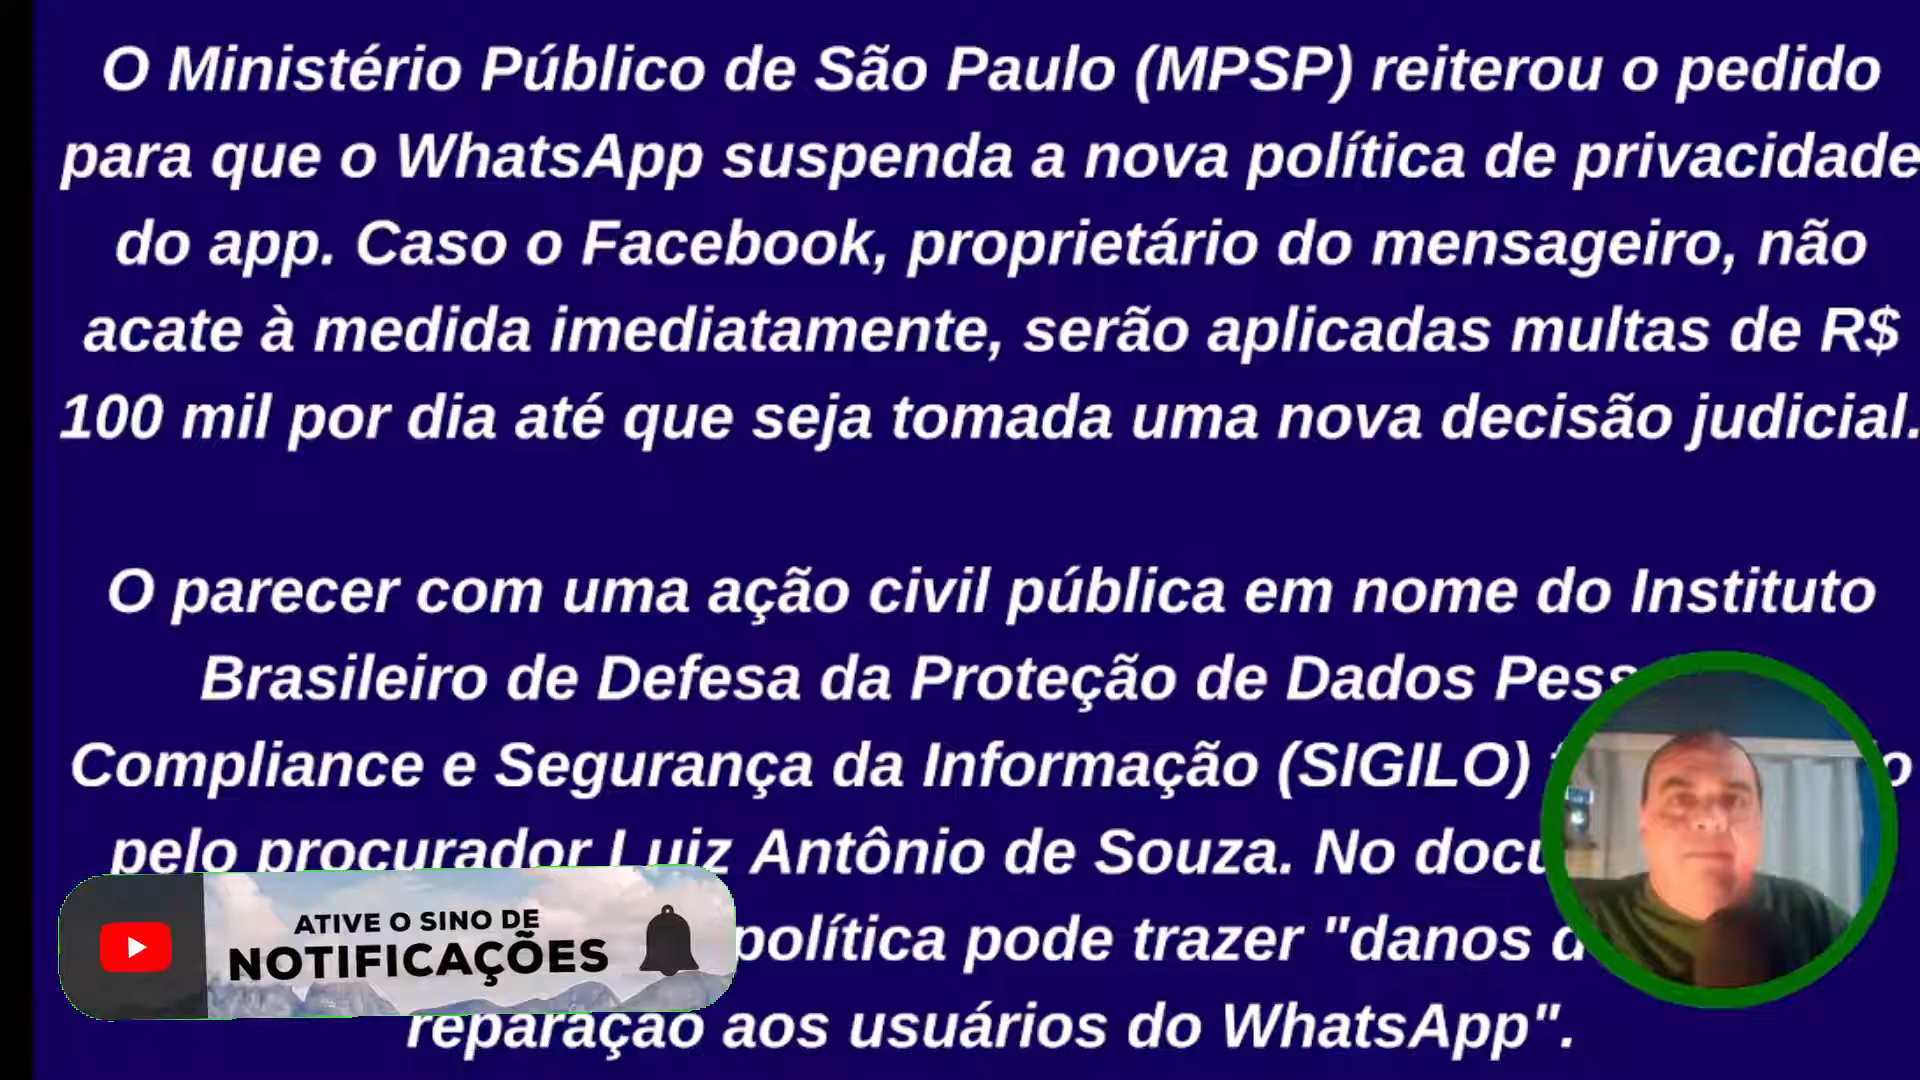 O Ministério Público de São Paulo (MPSP) reiterou o pedido
para que o WhatsApp suspenda a nova política de privacidade
do app. Caso o Facebook, proprietário do mensageiro, não
acate à medida imediatamente, serão aplicadas multas de R$
100 mil por dia até que seja tomada uma nova decisão judicial.
O parecer com uma ação civil pública em nome do Instituto
Brasileiro de Defesa da Proteção de Dados
Compliance e Segurança da Informação (SIGILO)
pelo procurador Luiz Antônio de Souza. No
política pode trazer "danos
reparação aos usuários do WhatsApp".
ATIVE O SINO DE
NOTIFICAÇÕES